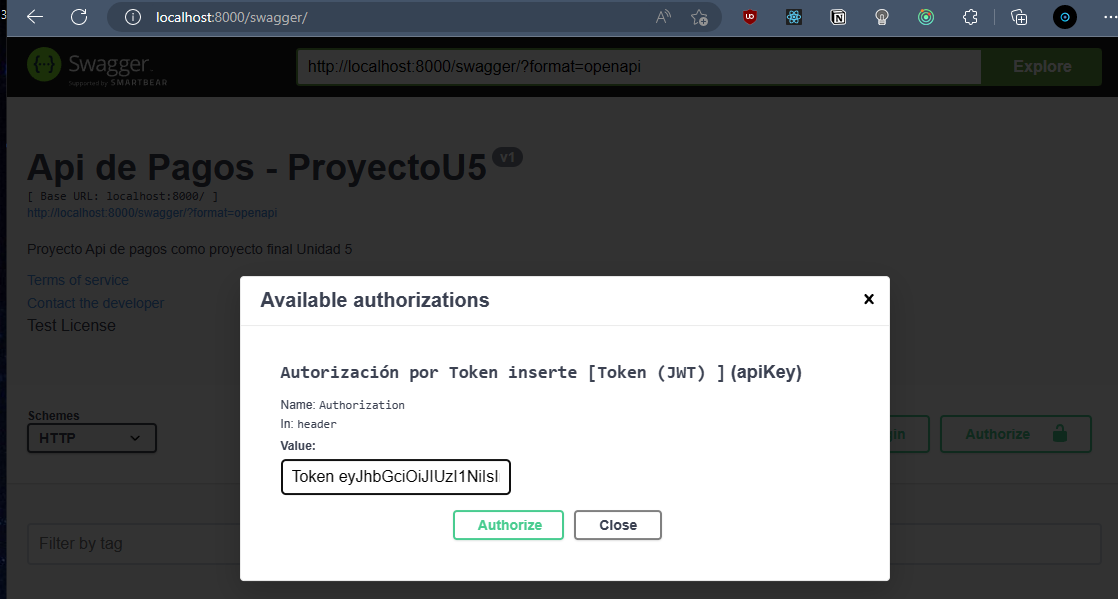 3
localhost:8000/swagger/
Swagger
Supported by SMARTBEAR
http://localhost:8000/swagger/?format=openapi
Explore
Api de Pagos - ProyectoU5 v1
[ Base URL: localhost:8000/ ]
http://localhost:8000/swagger/?format=openapi
Proyecto Api de pagos como proyecto final Unidad 5
Terms of service
Contact the developer
Test License
Available authorizations
x
Autorización por Token inserte [Token (JWT) ] (apiKey)
Name: Authorization
In: header
Value:
Token eyJhbGciOiJIUzI1NiIsI
Authorize
Close
Schemes
HTTP
in
Authorize
Filter by tag